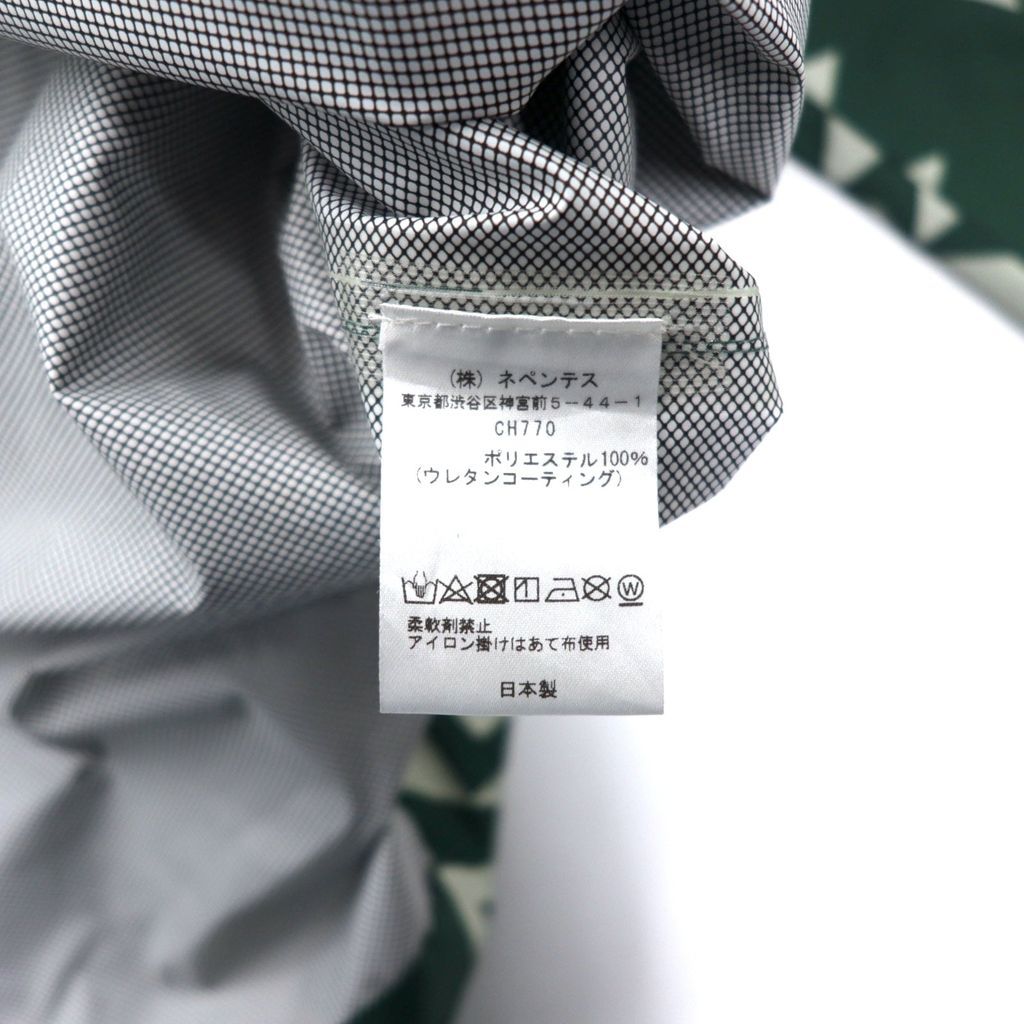 (株) ネペンテス
東京都渋谷区神宮前5-44-1
CH770
ポリエステル100%
(ウレタンコーティング)
W
柔軟剤禁止
アイロン掛けはあて布使用
日本製